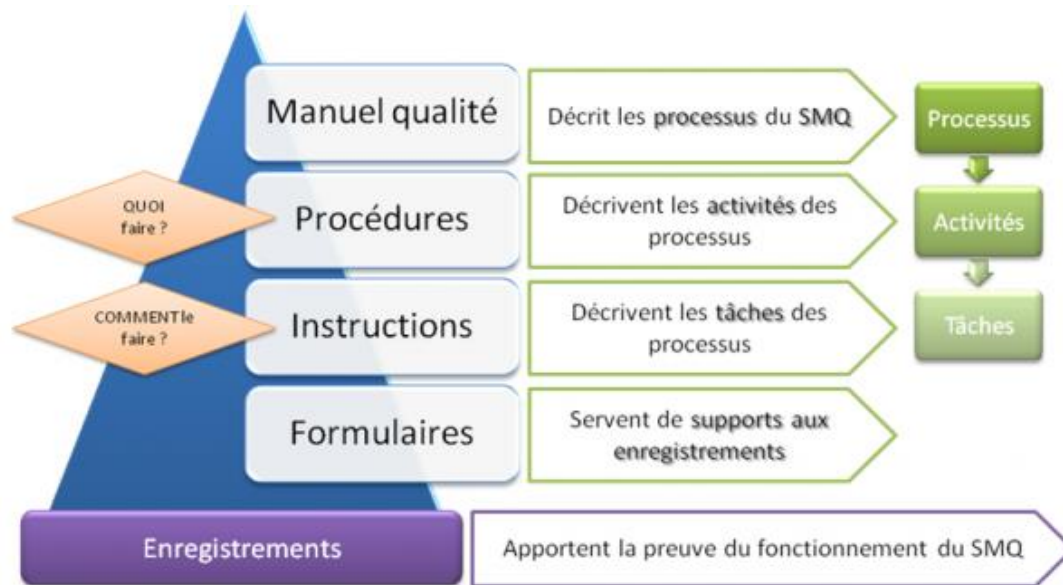 Manuel qualité
Décrit les processus du SMQ
Processus
QUOI
faire ?
Procédures
Décrivent les activités des
processus
Activités
COMMENT le
faire ?
Instructions
Décrivent les tâches des
processus
Tâches
Formulaires
Servent de supports aux
enregistrements
Enregistrements
Apportent la preuve du fonctionnement du SMQ